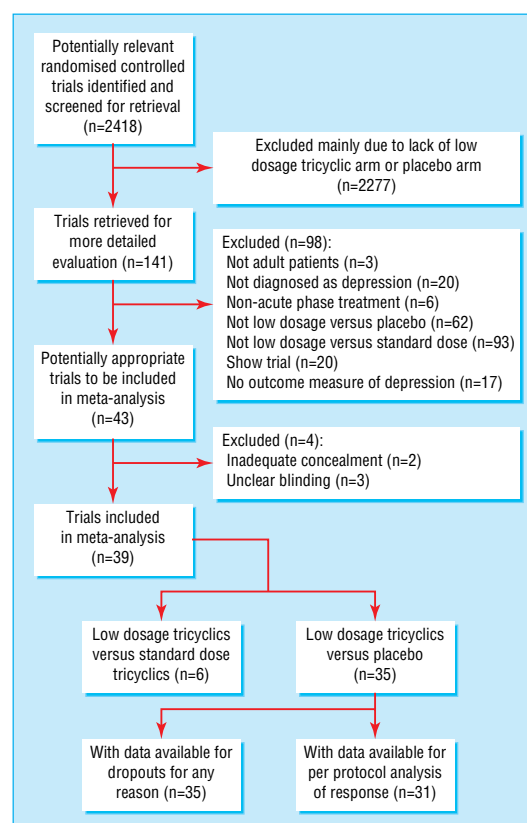 Potentially relevant
randomised controlled
trials identified and
screened for retrieval
(n=2418)
Excluded mainly due to lack of low
dosage tricyclic arm or placebo arm
(n=2277)
Trials retrieved for
more detailed
evaluation (n=141)
Excluded (n=98):
Not adult patients (n=3)
Not diagnosed as depression (n=20)
Non-acute phase treatment (n=6)
Not low dosage versus placebo (n=62)
Not low dosage versus standard dose (n=93)
Show trial (n=20)
No outcome measure of depression (n=17)
Potentially appropriate
trials to be included
in meta-analysis
(n=43)
Excluded (n=4):
Inadequate concealment (n=2)
Unclear blinding (n=3)
Trials included
in meta-analysis
(n=39)
Low dosage tricyclics
versus standard dose
tricyclics (n=6)
Low dosage tricyclics
versus placebo
(n=35)
With data available for
dropouts for any
reason (n=35)
With data available for
per protocol analysis
of response (n=31)